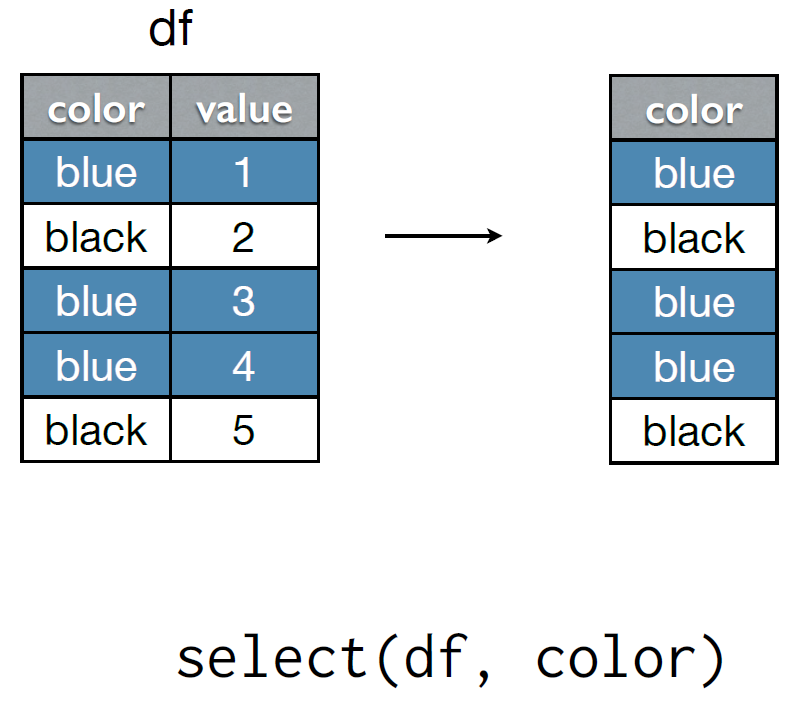 df
color value color
blue 1 blue
black 2 black
blue 3 blue
blue 4 blue
black 5 black
select(df, color)